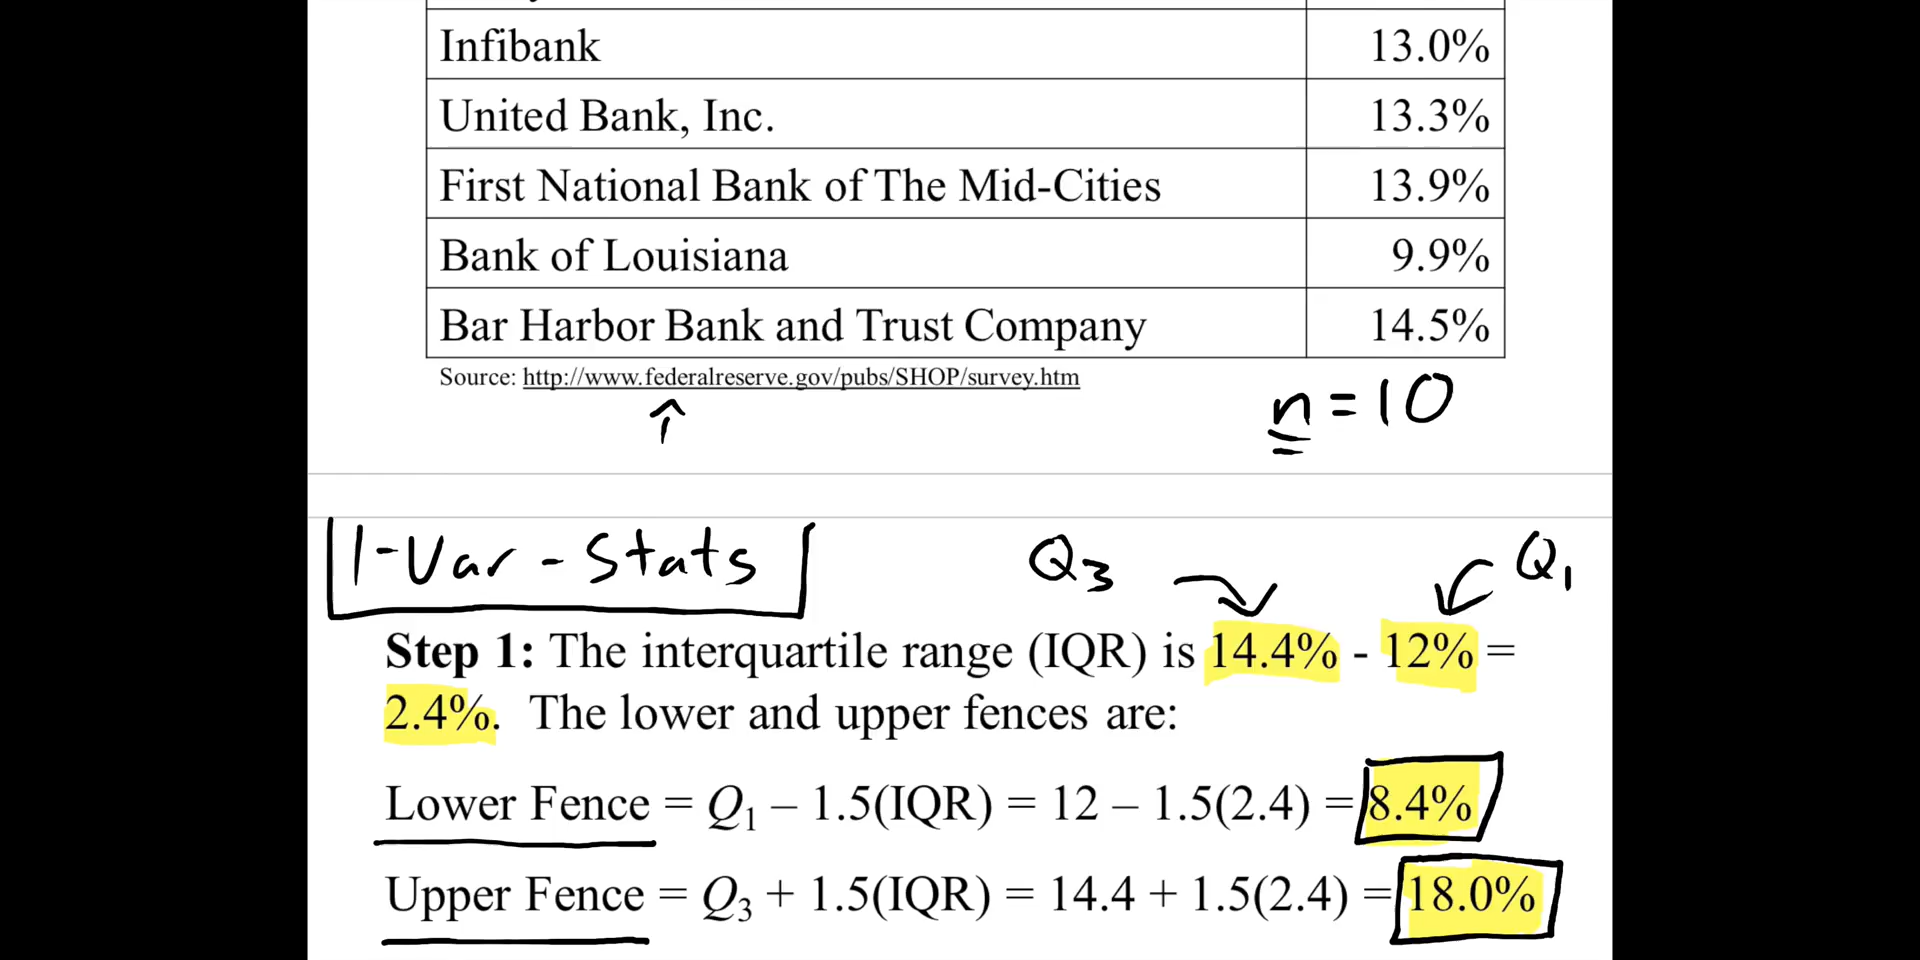 Infibank 13.0%
United Bank, Inc. 13.3%
First National Bank of The Mid-Cities 13.9%
Bank of Louisiana 9.9%
Bar Harbor Bank and Trust Company 14.5%
Source: http://www.federalreserve.gov/pubs/SHOP/survey.htm
n = 10
1-Var-Stats Q3 Q1
Step 1: The interquartile range (IQR) is 14.4% - 12% =
2.4%. The lower and upper fences are:
Lower Fence = Q₁ – 1.5(IQR) = 12 – 1.5(2.4) = 8.4%
Upper Fence = Q₃ + 1.5(IQR) = 14.4 + 1.5(2.4) = 18.0%